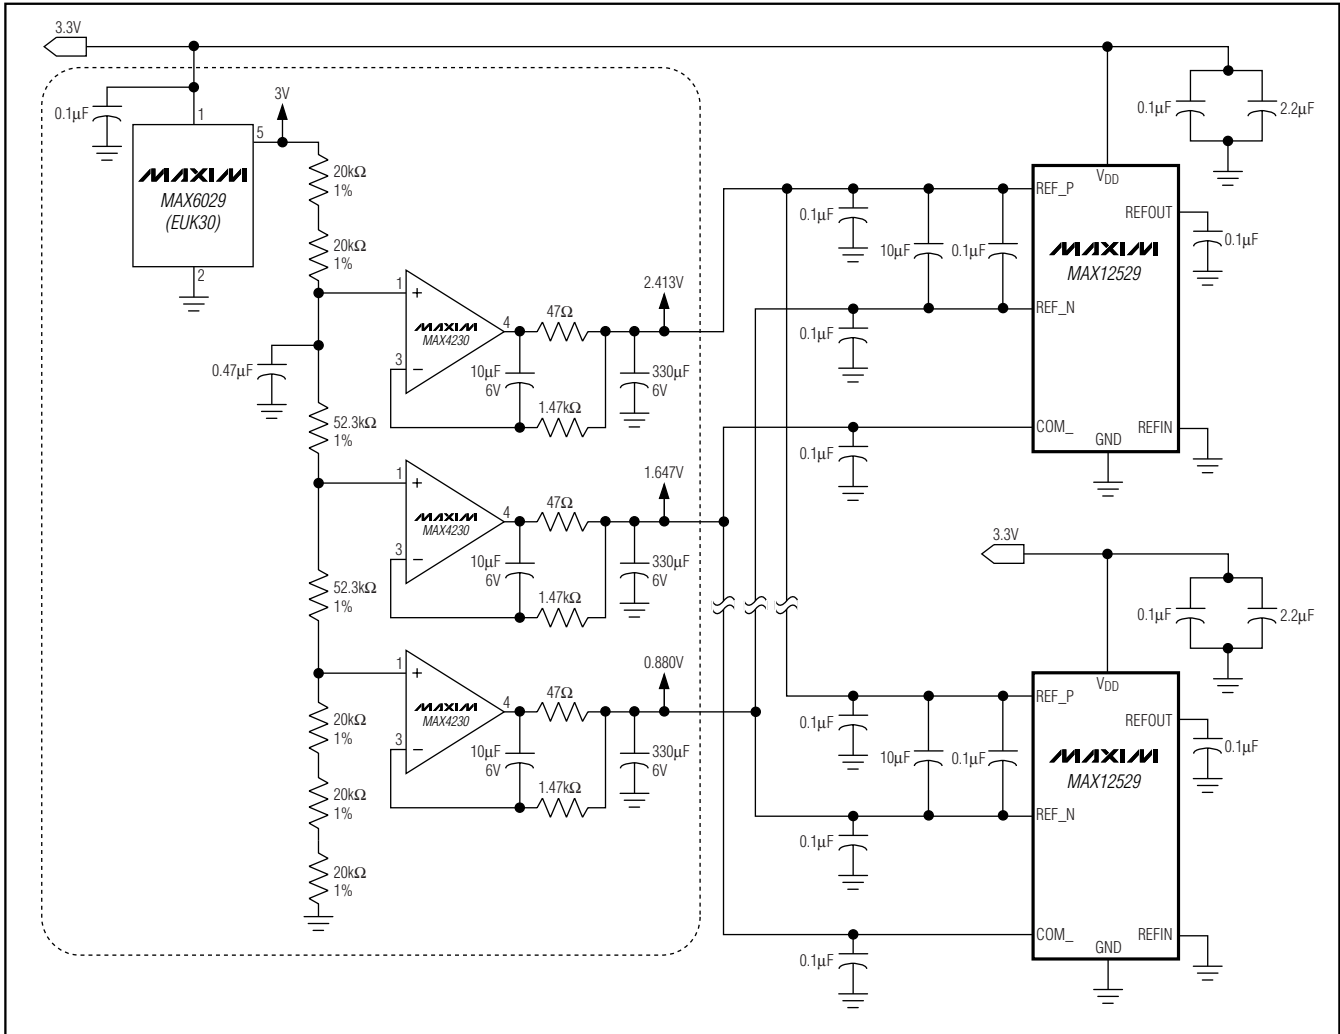 3.3V
0.1µF
1
3V
5
MAXIM
MAX6029
(EUK30)
2
20kΩ
1%
20kΩ
1%
0.47µF
52.3kΩ
1%
52.3kΩ
1%
20kΩ
1%
20kΩ
1%
20kΩ
1%
1
+
MAXIM
MAX4230
3
−
4
47Ω
10µF
6V
1.47kΩ
2.413V
330µF
6V
1
+
MAXIM
MAX4230
3
−
4
47Ω
10µF
6V
1.47kΩ
1.647V
330µF
6V
1
+
MAXIM
MAX4230
3
−
4
47Ω
10µF
6V
1.47kΩ
0.880V
330µF
6V
0.1µF
2.2µF
0.1µF
10µF
0.1µF
0.1µF
0.1µF
VDD
REF_P
REFOUT
MAXIM
MAX12529
REF_N
COM_
GND
REFIN
0.1µF
3.3V
0.1µF
2.2µF
0.1µF
10µF
0.1µF
0.1µF
0.1µF
VDD
REF_P
REFOUT
MAXIM
MAX12529
REF_N
COM_
GND
REFIN
0.1µF